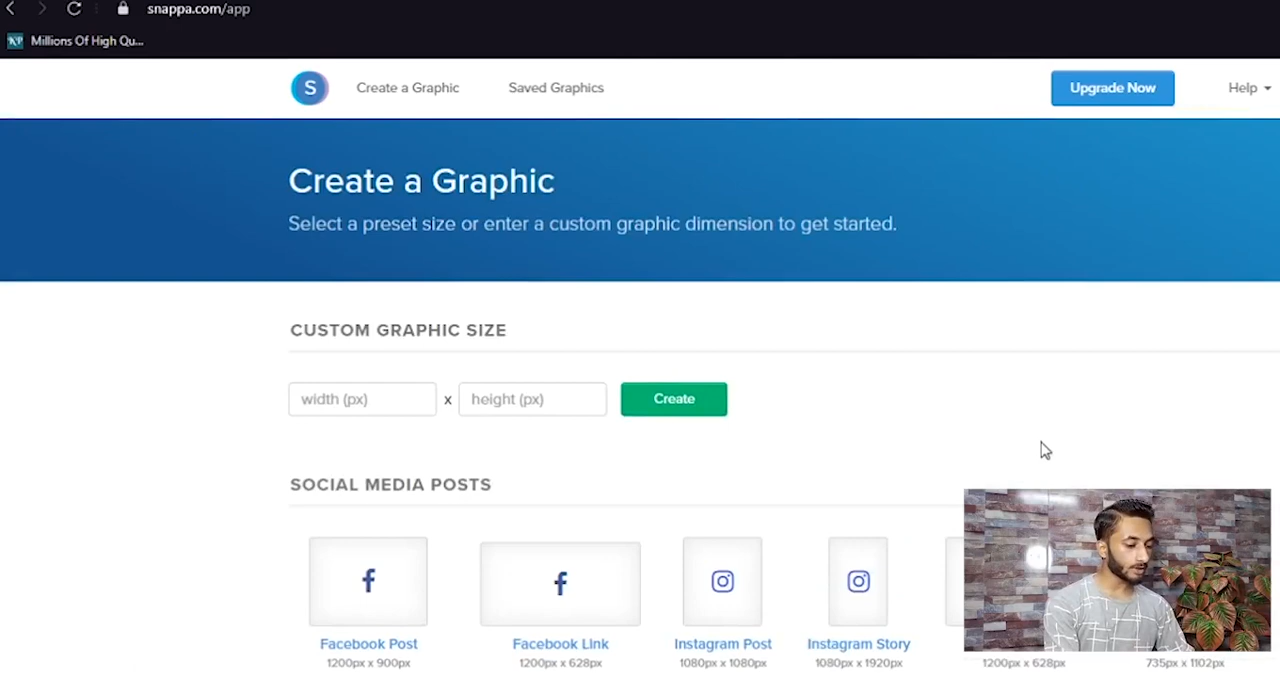 snappa.com/app
Millions Of High Qu...
S
Create a Graphic
Saved Graphics
Upgrade Now
Help
Create a Graphic
Select a preset size or enter a custom graphic dimension to get started.
CUSTOM GRAPHIC SIZE
width (px) x height (px) Create
SOCIAL MEDIA POSTS
Facebook Post
Facebook Link
Instagram Post
Instagram Story
1200px x 900px
1200px x 628px
1080px x 1080px
1080px x 1920px
1200px x 628px
735px x 1102px